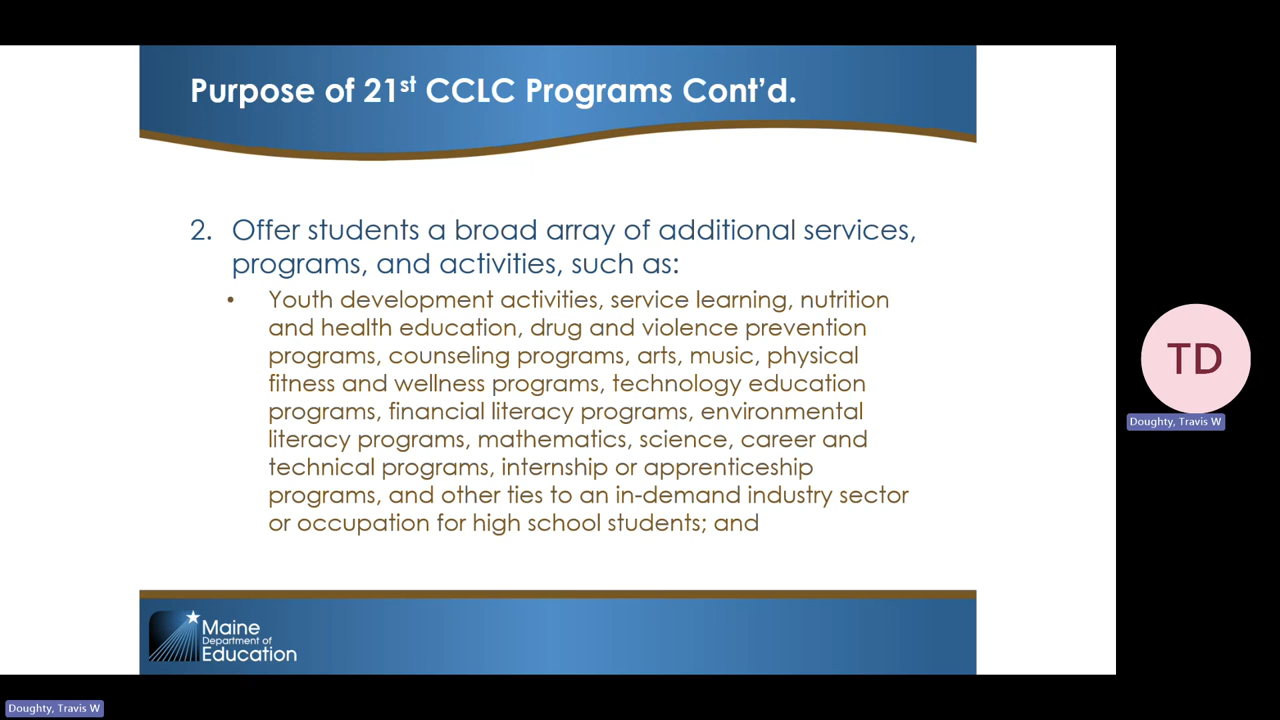 Purpose of 21st CCLC Programs Cont’d.
2. Offer students a broad array of additional services,
programs, and activities, such as:
• Youth development activities, service learning, nutrition
and health education, drug and violence prevention
programs, counseling programs, arts, music, physical
fitness and wellness programs, technology education
programs, financial literacy programs, environmental
literacy programs, mathematics, science, career and
technical programs, internship or apprenticeship
programs, and other ties to an in-demand industry sector
or occupation for high school students; and
Maine
Department of
Education
TD
Doughty, Travis W
Doughty, Travis W